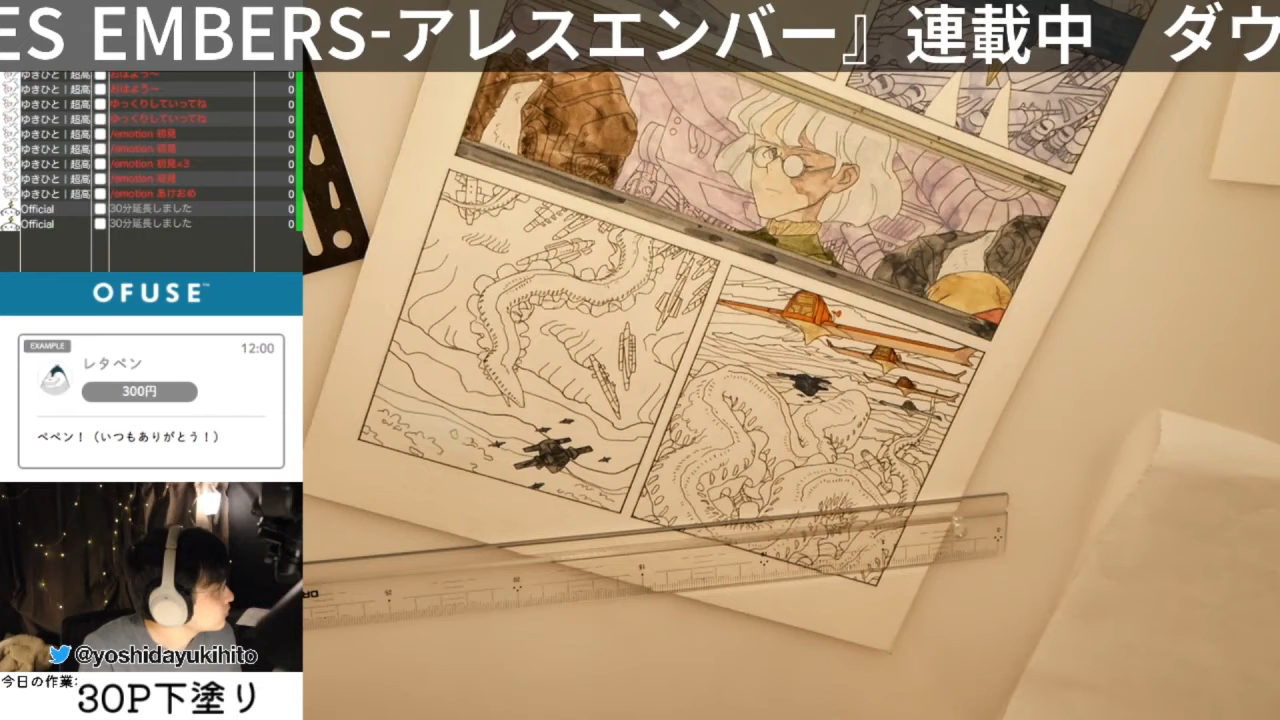 ES EMBERS-アレスエンバー』連載中 ダウ
ゆきひと | 超高 おはよう〜 0
ゆきひと | 超高 おはよう〜 0
ゆきひと | 超高 ゆっくりしていってね 0
ゆきひと | 超高 ゆっくりしていってね 0
ゆきひと | 超高 /emotion 初見 0
ゆきひと | 超高 /emotion 初見 0
ゆきひと | 超高 /emotion 初見×3 0
ゆきひと | 超高 /emotion 初見 0
ゆきひと | 超高 /emotion あけおめ 0
Official 30分延長しました 0
Official 30分延長しました 0
OFUSE™
EXAMPLE
12:00
レタペン
300円
ペペン！（いつもありがとう！）
@yoshidayukihito
今日の作業:
30P下塗り